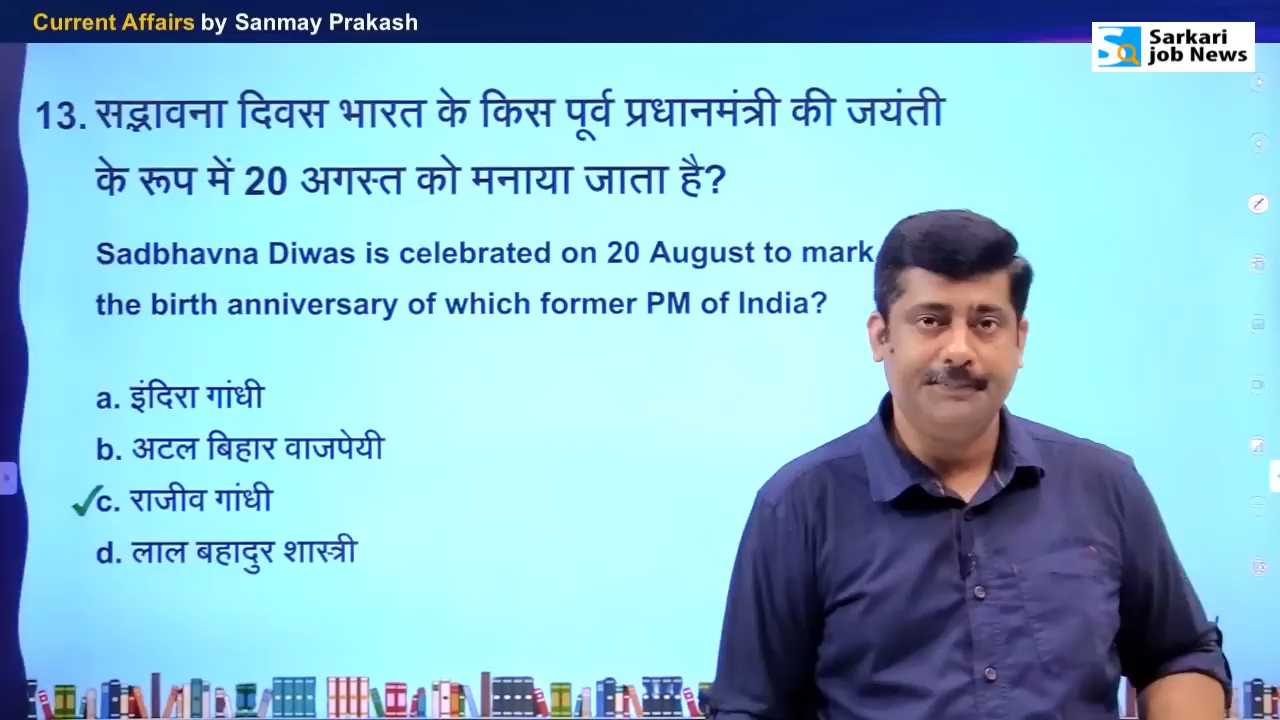 Current Affairs by Sanmay Prakash
Sarkari
Job News
13. सद्भावना दिवस भारत के किस पूर्व प्रधानमंत्री की जयंती
के रूप में 20 अगस्त को मनाया जाता है?
Sadbhavna Diwas is celebrated on 20 August to mark
the birth anniversary of which former PM of India?
a. इंदिरा गांधी
b. अटल बिहार वाजपेयी
c. राजीव गांधी
d. लाल बहादुर शास्त्री